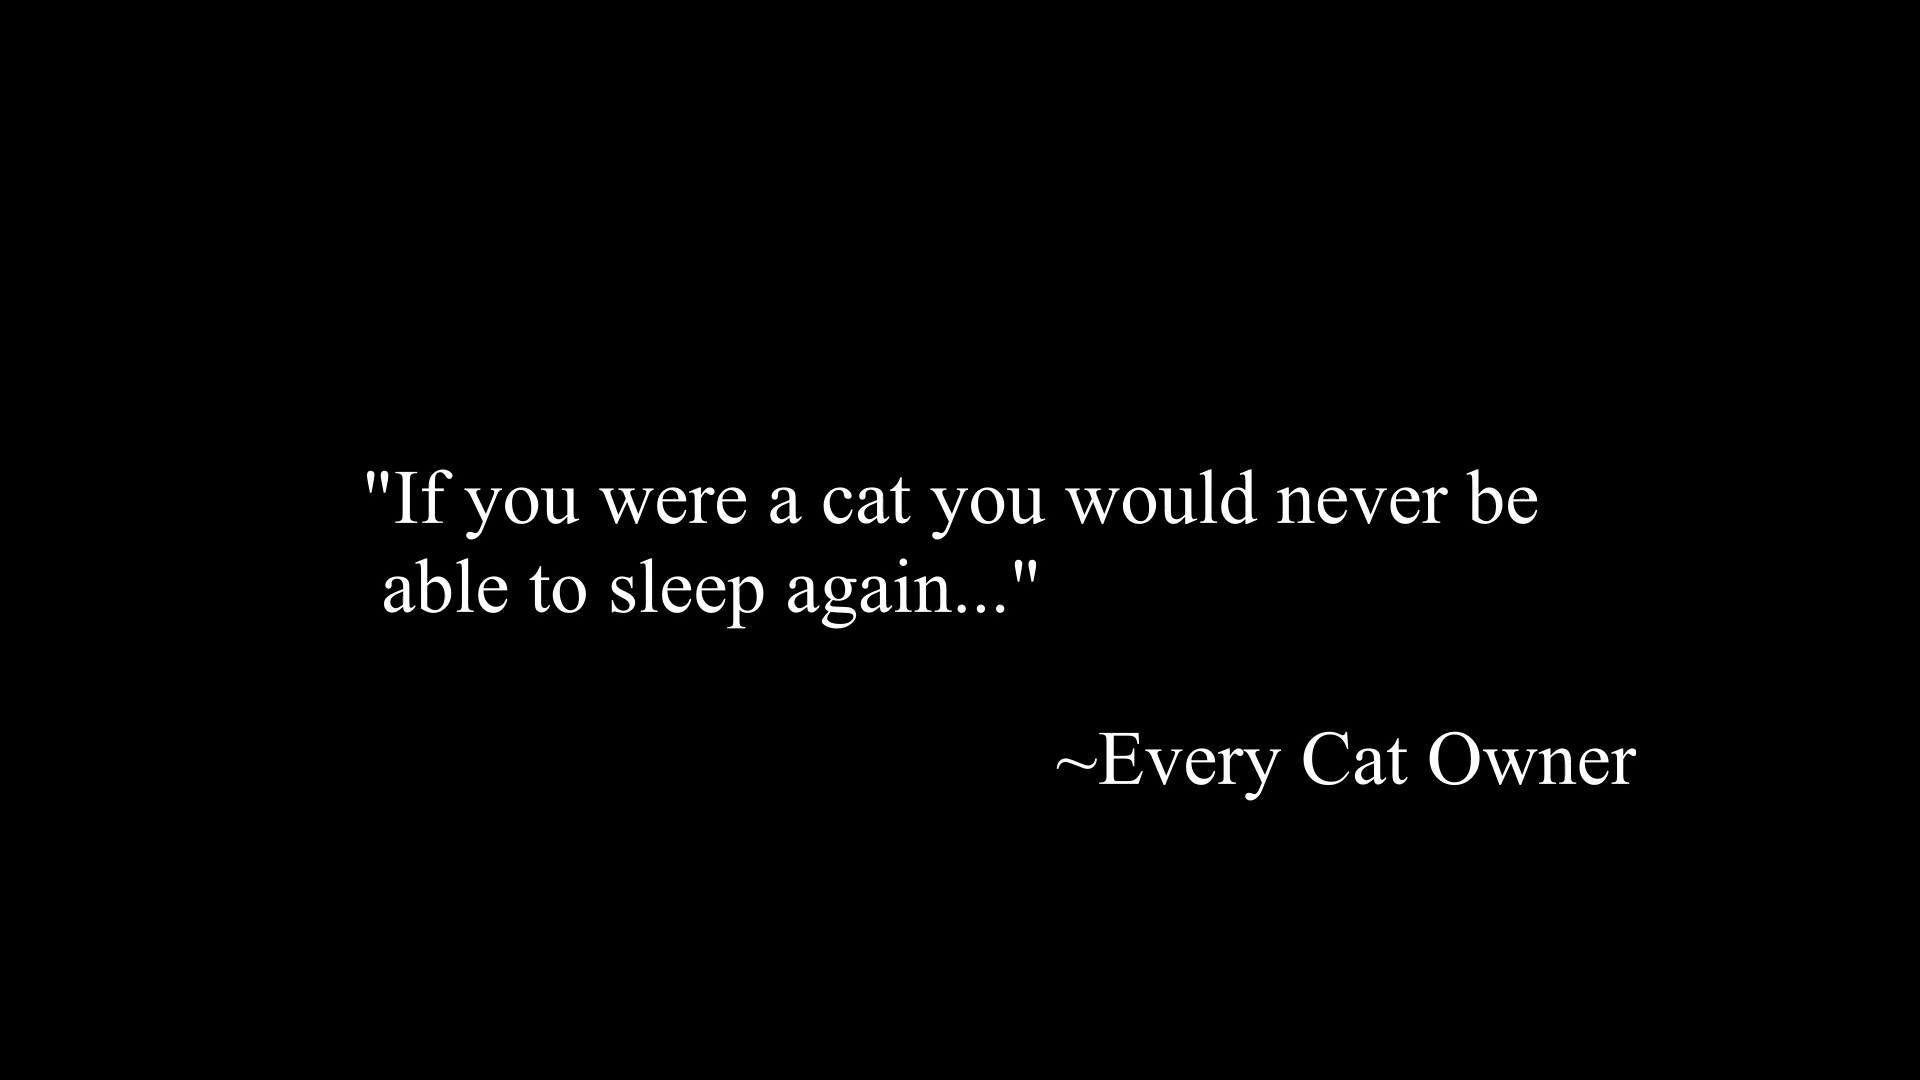 "If you were a cat you would never be
able to sleep again..."
~Every Cat Owner